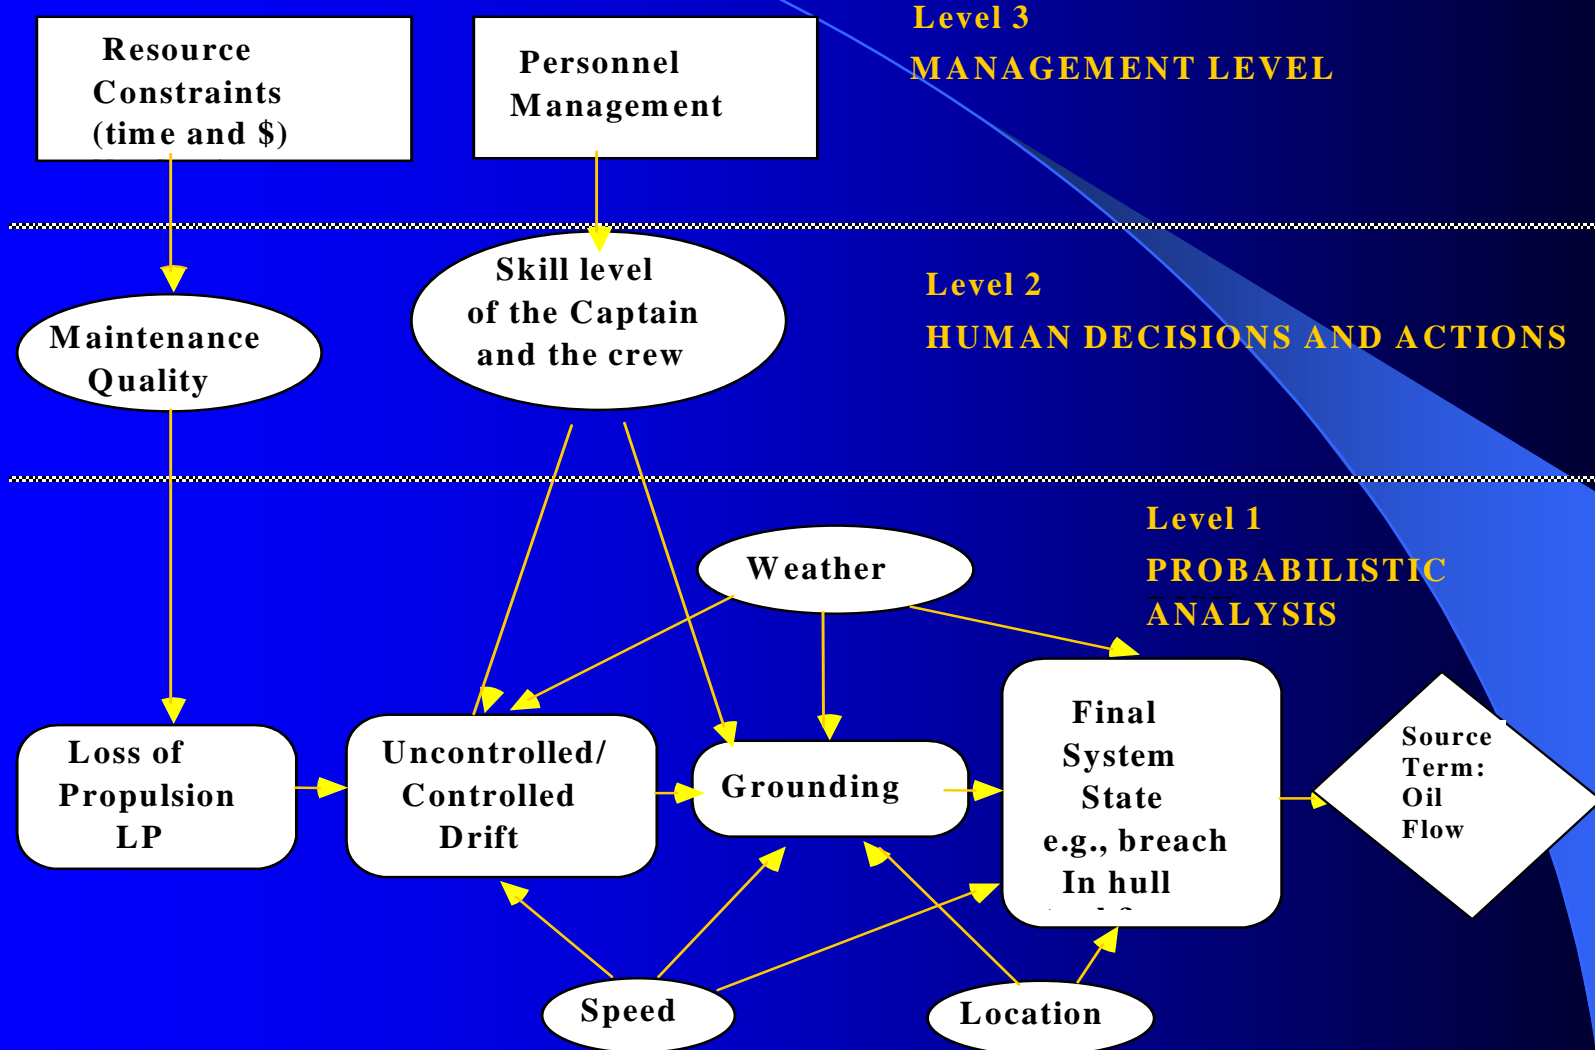 Resource
Constraints
(time and $)
Personnel
Management
Level 3
MANAGEMENT LEVEL
Skill level
of the Captain
and the crew
Maintenance
Quality
Level 2
HUMAN DECISIONS AND ACTIONS
Level 1
PROBABILISTIC
ANALYSIS
Weather
Loss of
Propulsion
LP
Uncontrolled/
Controlled
Drift
Grounding
Final
System
State
e.g., breach
In hull
Source
Term:
Oil
Flow
Speed
Location